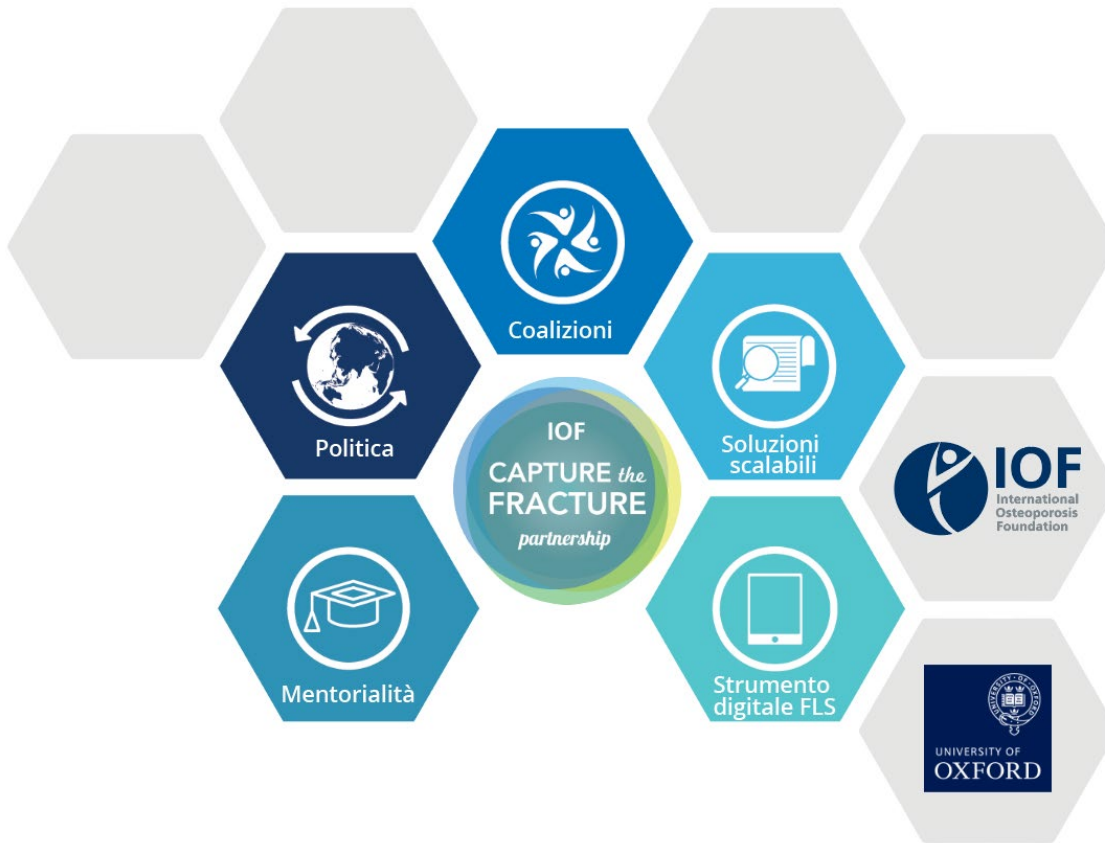 Coalizioni
Politica
Soluzioni
scalabili
IOF
CAPTURE the
FRACTURE
partnership
IOF
International
Osteoporosis
Foundation
Mentorialità
Strumento
digitale FLS
UNIVERSITY OF
OXFORD